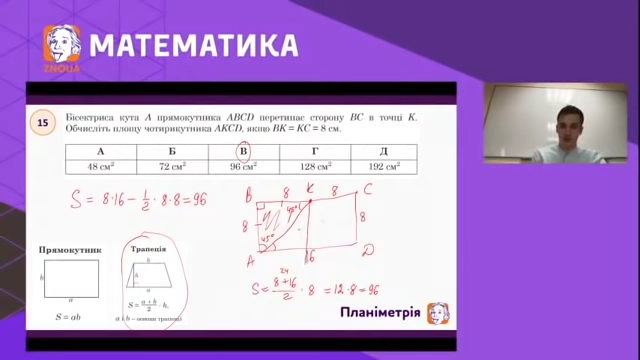 МАТЕМАТИКА
ZNOUA
15
Бісектриса кута A прямокутника ABCD перетинає сторону BC в точці K.
Обчисліть площу чотирикутника AKCD, якщо BK = KC = 8 см.
А Б В Г Д
48 см² 72 см² 96 см² 128 см² 192 см²
S = 8·16 − 1/2 · 8·8 = 96
B 8 K 8 C
8 45° 8
45°
A 16 D
Прямокутник
h
a
S = ab
Трапеція
b
h
a
S = a + b / 2 · h,
a і b – основи трапеції
24
S = 8+16 / 2 · 8 = 12·8 = 96
Планіметрія